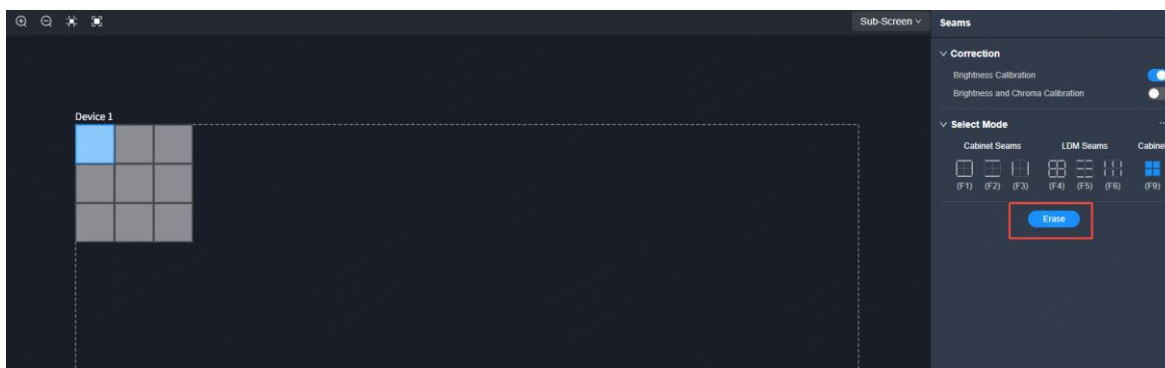 Sub-Screen
Seams
Correction
Brightness Calibration
Brightness and Chroma Calibration
Device 1
Select Mode
Cabinet Seams LDM Seams Cabine
(F1) (F2) (F3) (F4) (F5) (F6) (F9)
Erase